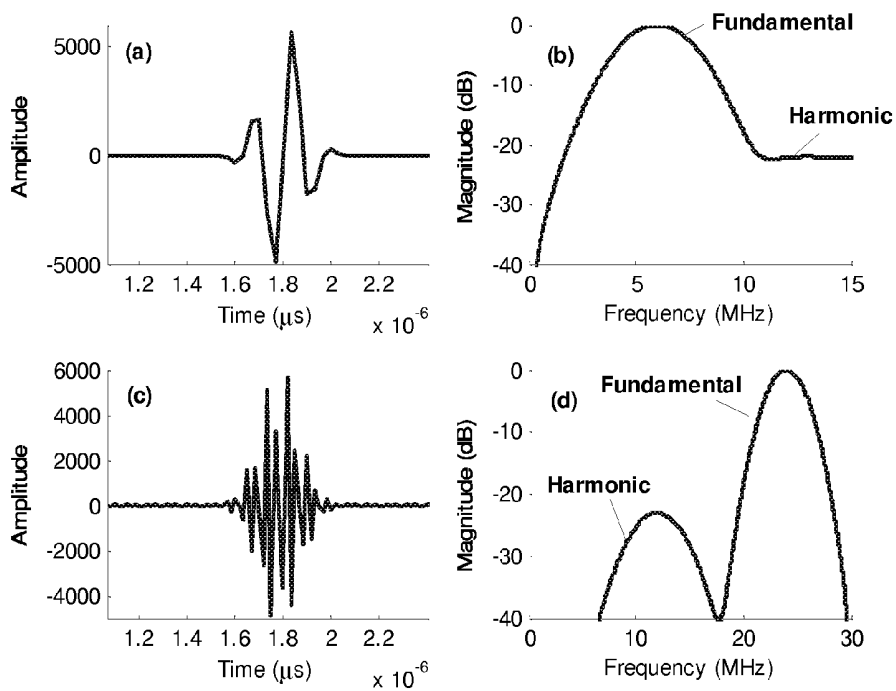 (a)
Amplitude
5000
0
-5000
1.2 1.4 1.6 1.8 2 2.2
Time (μs)
x 10^-6
(b)
Fundamental
Harmonic
Magnitude (dB)
0
-10
-20
-30
-40
0 5 10 15
Frequency (MHz)
(c)
Amplitude
6000
4000
2000
0
-2000
-4000
1.2 1.4 1.6 1.8 2 2.2
Time (μs)
x 10^-6
Fundamental
(d)
Harmonic
Magnitude (dB)
0
-10
-20
-30
-40
0 10 20 30
Frequency (MHz)